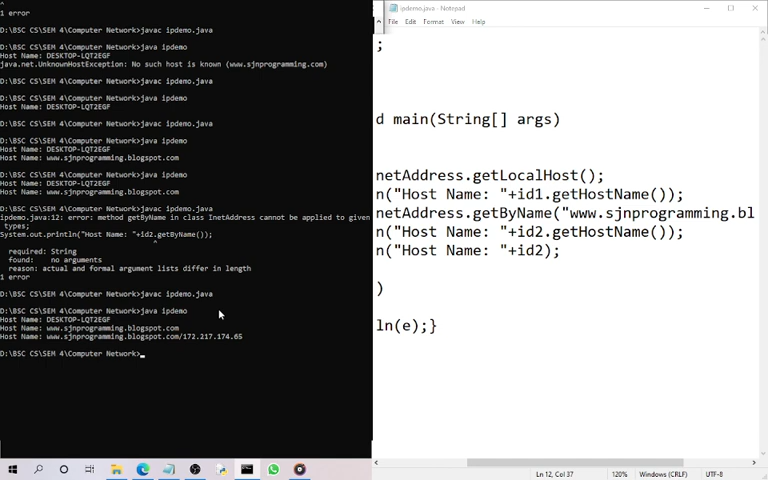 ^
1 error
D:\BSC CS\SEM 4\Computer Network>javac ipdemo.java
D:\BSC CS\SEM 4\Computer Network>java ipdemo
Host Name: DESKTOP-LQT2EGF
java.net.UnknownHostException: No such host is known (www.sjnprogramming.com)
D:\BSC CS\SEM 4\Computer Network>javac ipdemo.java
D:\BSC CS\SEM 4\Computer Network>java ipdemo
Host Name: DESKTOP-LQT2EGF
D:\BSC CS\SEM 4\Computer Network>javac ipdemo.java
D:\BSC CS\SEM 4\Computer Network>java ipdemo
Host Name: DESKTOP-LQT2EGF
Host Name: www.sjnprogramming.blogspot.com
D:\BSC CS\SEM 4\Computer Network>java ipdemo
Host Name: DESKTOP-LQT2EGF
Host Name: www.sjnprogramming.blogspot.com
D:\BSC CS\SEM 4\Computer Network>javac ipdemo.java
ipdemo.java:12: error: method getByName in class InetAddress cannot be applied to given
 types;
System.out.println("Host Name: "+id2.getByName());
^
required: String
found:    no arguments
reason: actual and formal argument lists differ in length
1 error
D:\BSC CS\SEM 4\Computer Network>javac ipdemo.java
D:\BSC CS\SEM 4\Computer Network>java ipdemo
Host Name: DESKTOP-LQT2EGF
Host Name: www.sjnprogramming.blogspot.com
Host Name: www.sjnprogramming.blogspot.com/172.217.174.65
D:\BSC CS\SEM 4\Computer Network>_
ipdemo.java - Notepad
File Edit Format View Help
;
d main(String[] args)
netAddress.getLocalHost();
n("Host Name: "+id1.getHostName());
netAddress.getByName("www.sjnprogramming.bl
n("Host Name: "+id2.getHostName());
n("Host Name: "+id2);
)
ln(e);}
Ln 12, Col 37 120% Windows (CRLF) UTF-8